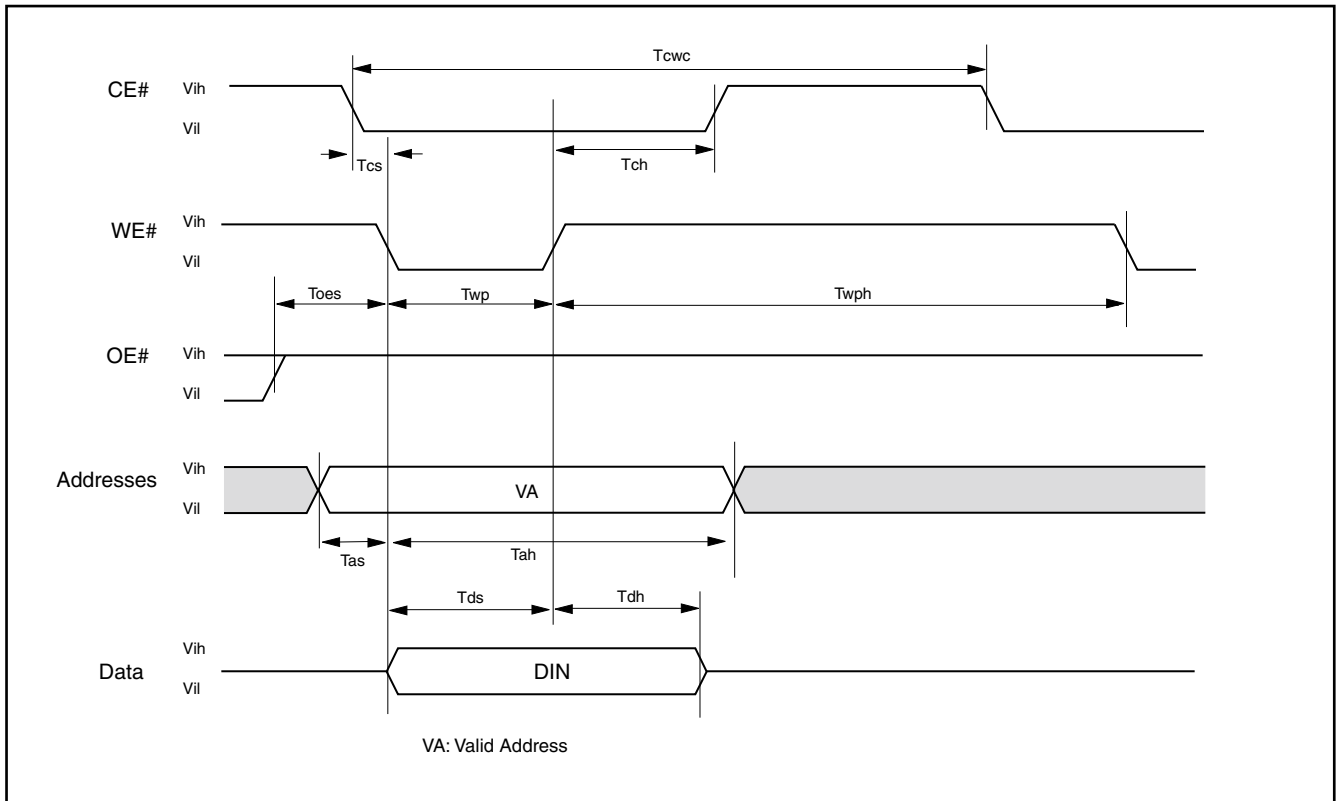 Tcwc
CE# Vih
Vil
Tcs
Tch
WE# Vih
Vil
Toes Twp Twph
OE# Vih
Vil
Addresses Vih
VA
Vil
Tas Tah
Tds Tdh
Data Vih
DIN
Vil
VA: Valid Address